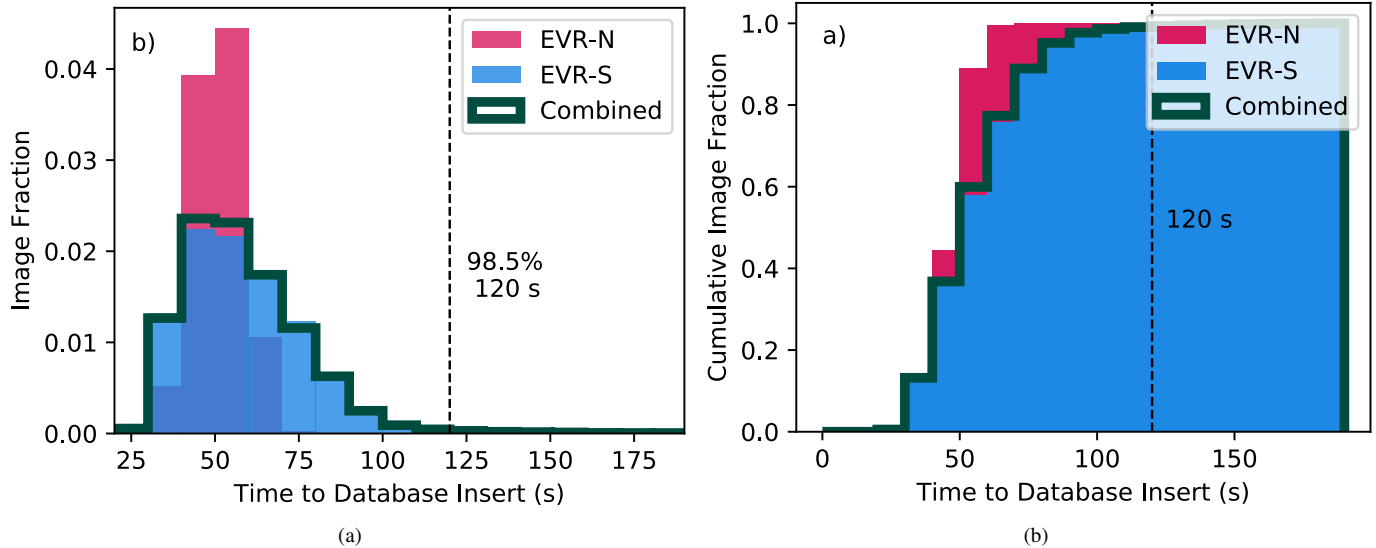 b)
EVR-N
EVR-S
Combined
98.5%
120 s
Image Fraction
0.04
0.03
0.02
0.01
0.00
25 50 75 100 125 150 175
Time to Database Insert (s)
(a)
a)
EVR-N
EVR-S
Combined
120 s
Cumulative Image Fraction
1.0
0.8
0.6
0.4
0.2
0.0
0 50 100 150
Time to Database Insert (s)
(b)